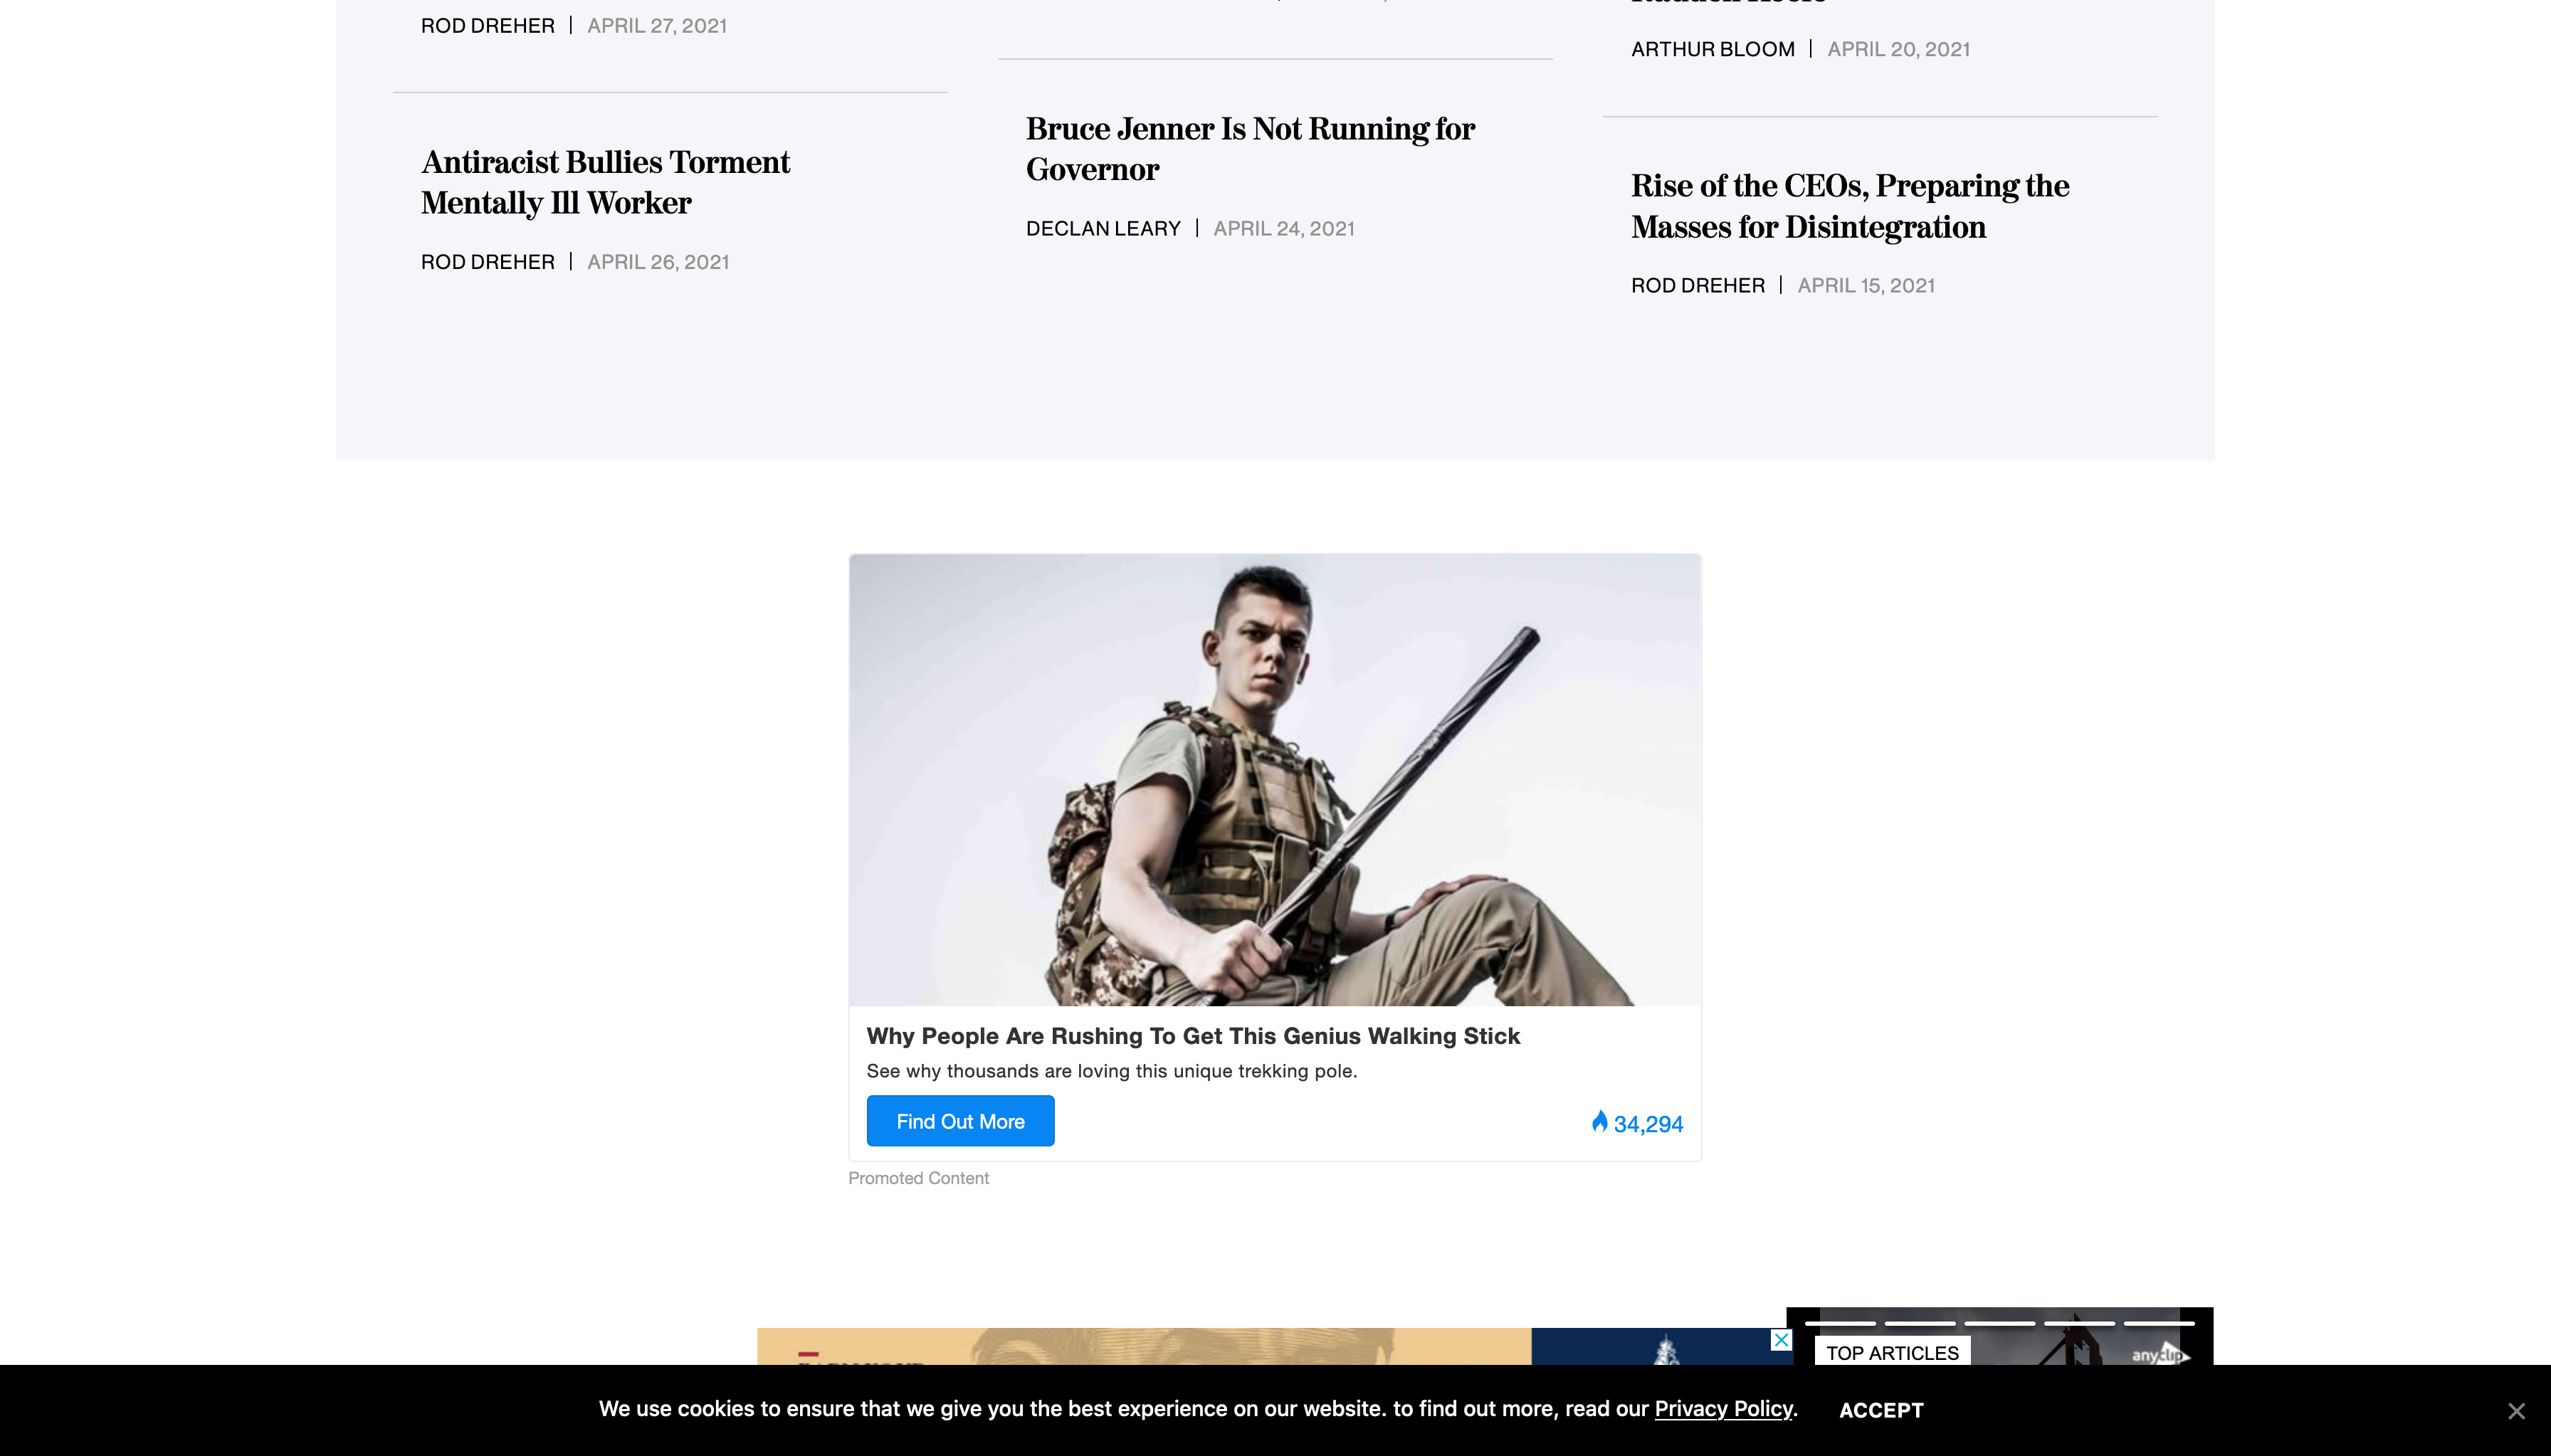 ROD DREHER | APRIL 27, 2021
Antiracist Bullies Torment
Mentally Ill Worker
ROD DREHER | APRIL 26, 2021
Bruce Jenner Is Not Running for
Governor
DECLAN LEARY | APRIL 24, 2021
ARTHUR BLOOM | APRIL 20, 2021
Rise of the CEOs, Preparing the
Masses for Disintegration
ROD DREHER | APRIL 15, 2021
Why People Are Rushing To Get This Genius Walking Stick
See why thousands are loving this unique trekking pole.
Find Out More
34,294
Promoted Content
TOP ARTICLES
anyclip
We use cookies to ensure that we give you the best experience on our website. to find out more, read our Privacy Policy.
ACCEPT